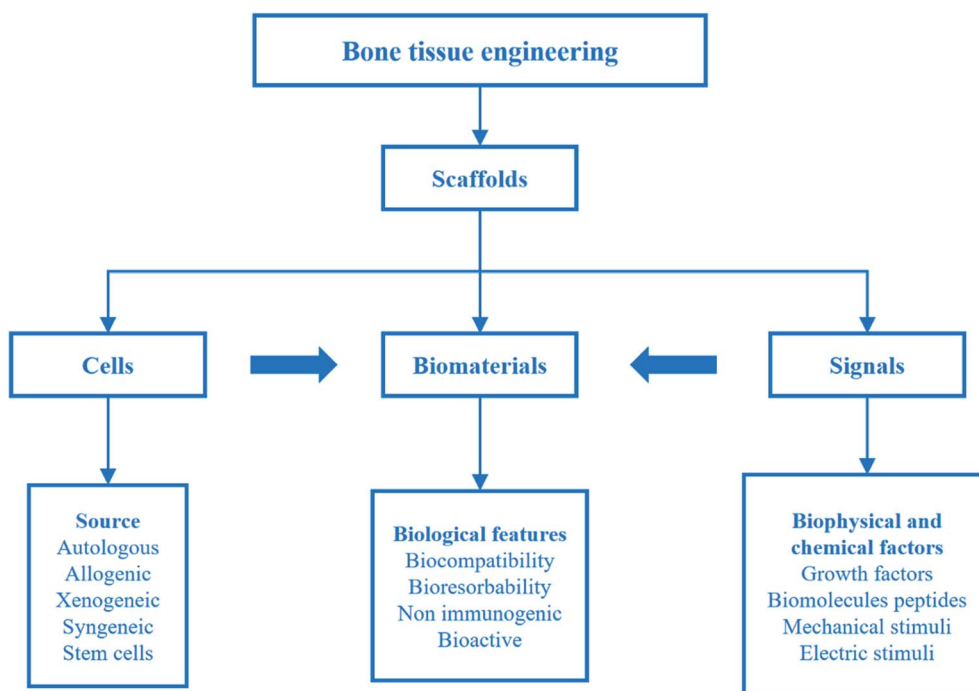 Bone tissue engineering
Scaffolds
Cells
Biomaterials
Signals
Source
Autologous
Allogenic
Xenogeneic
Syngeneic
Stem cells
Biological features
Biocompatibility
Bioresorbability
Non immunogenic
Bioactive
Biophysical and
chemical factors
Growth factors
Biomolecules peptides
Mechanical stimuli
Electric stimuli